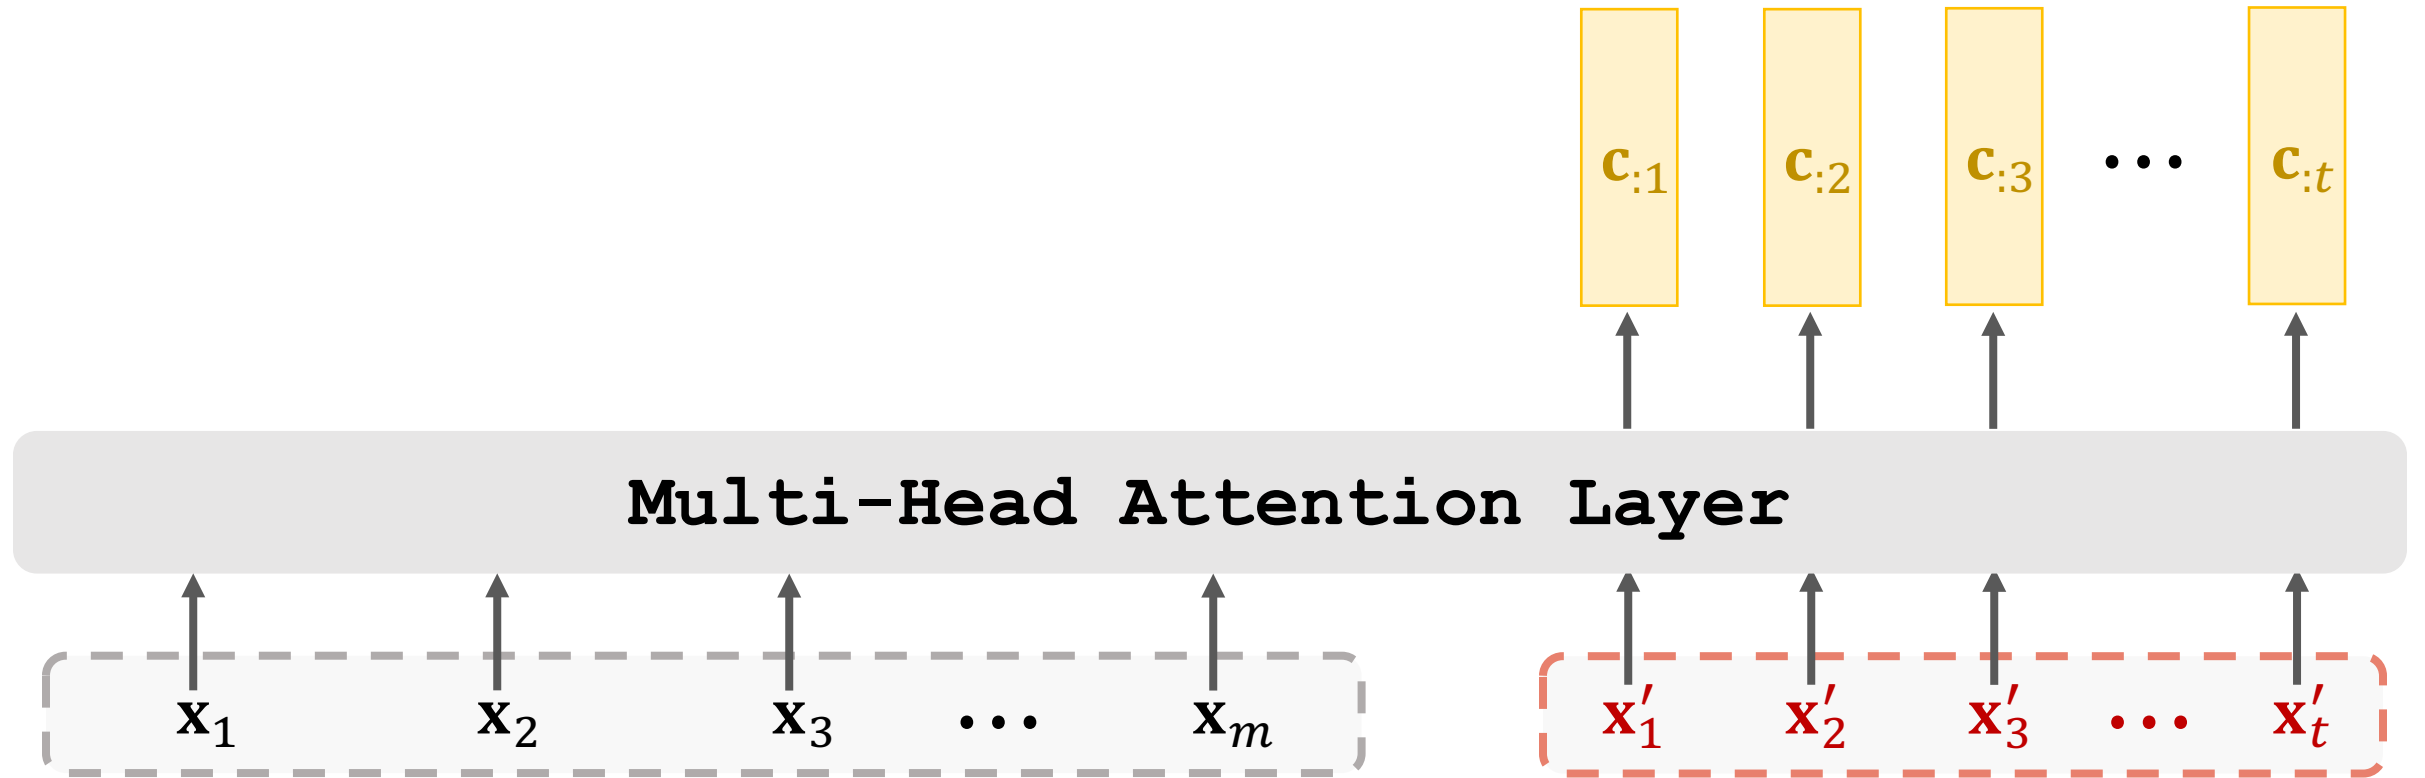 c:1 c:2 c:3 ··· c:t
Multi-Head Attention Layer
x1 x2 x3 ··· xm x′1 x′2 x′3 ··· x′t